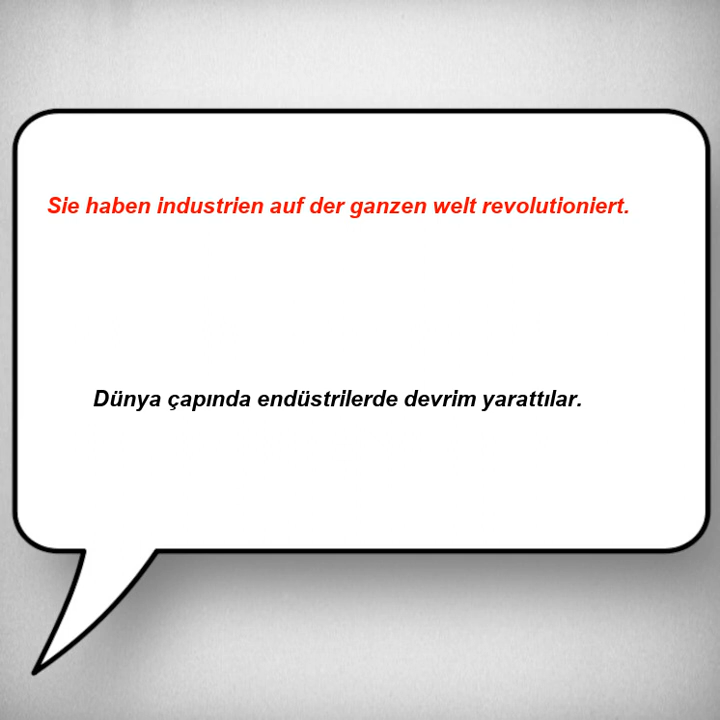 Sie haben industrien auf der ganzen welt revolutioniert.
Dünya çapında endüstrilerde devrim yarattılar.